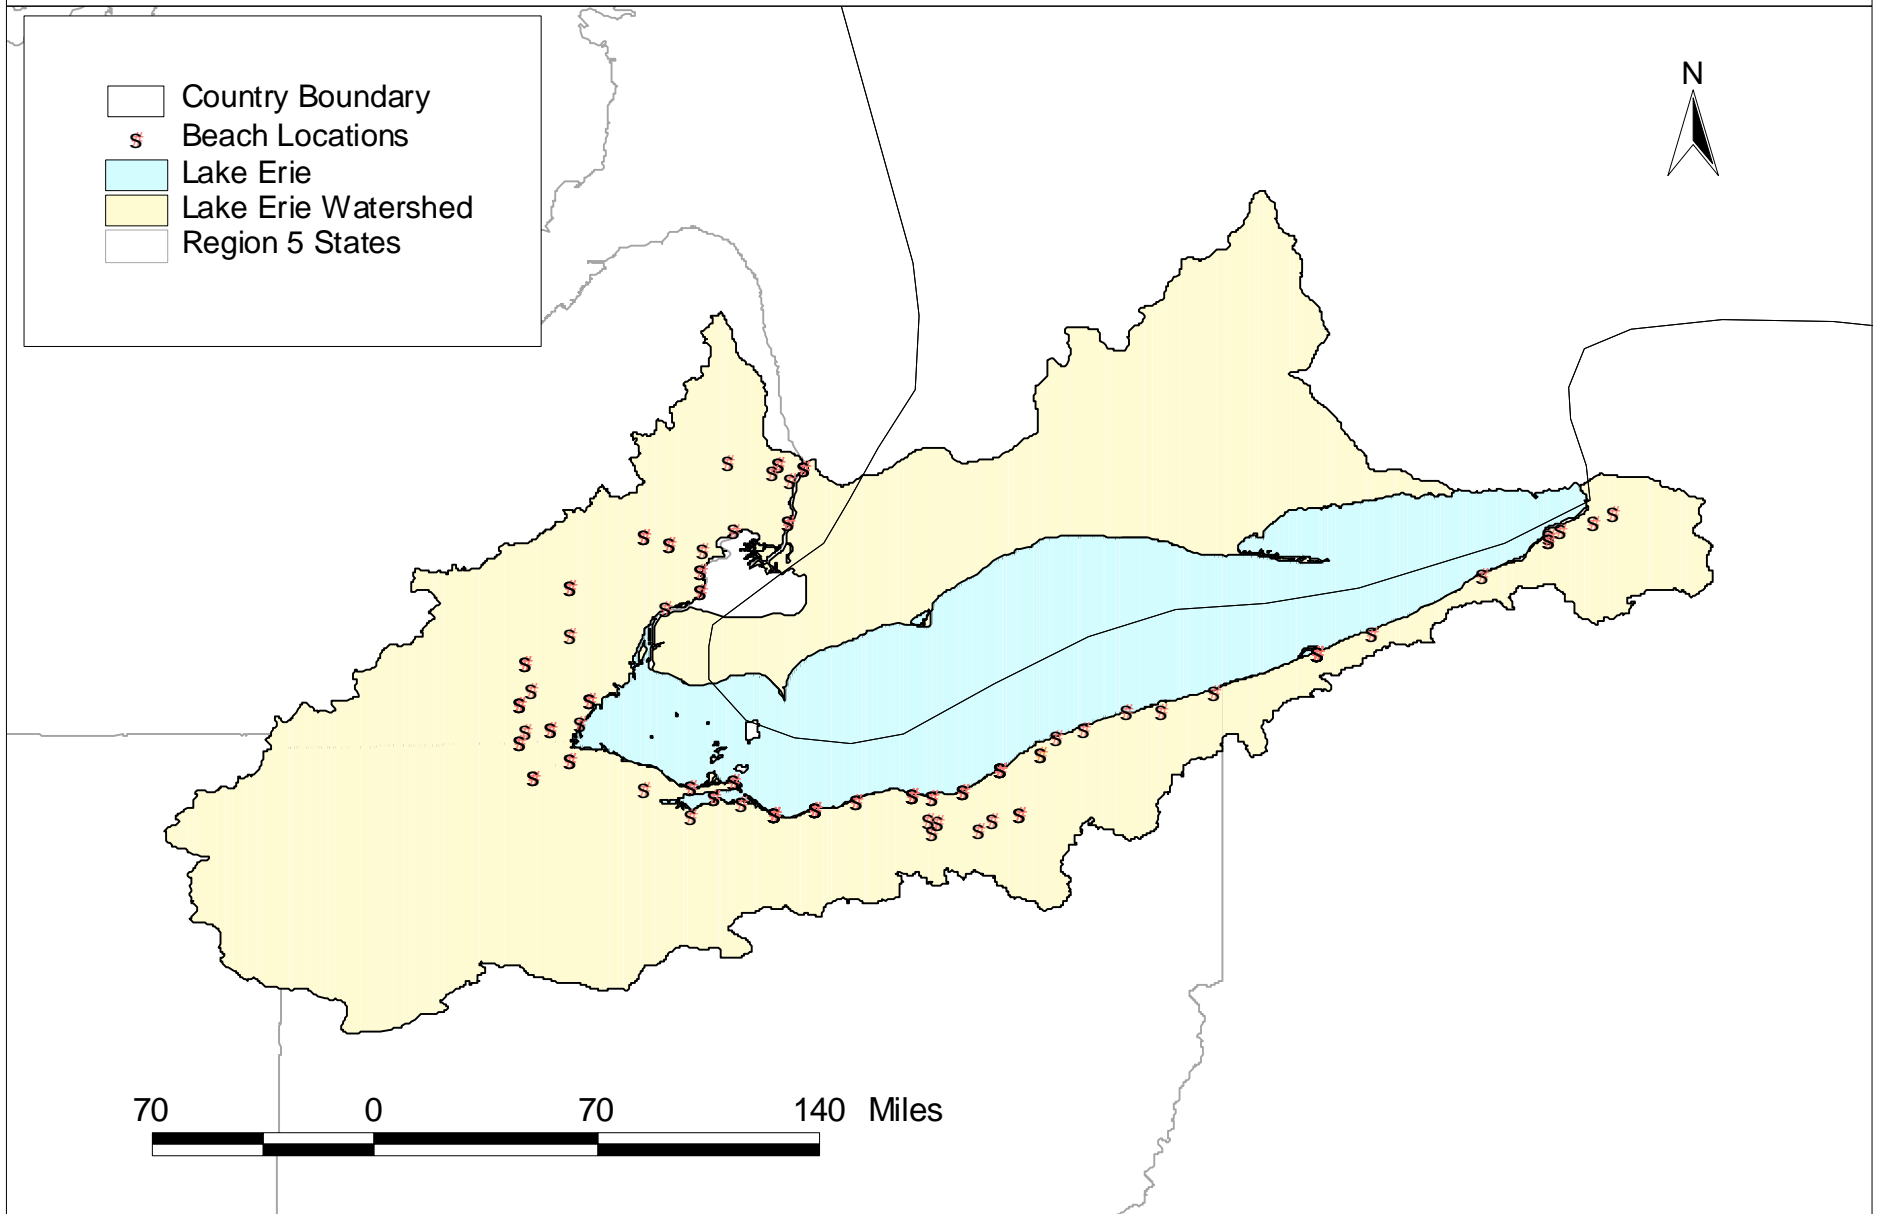 N
Country Boundary
S Beach Locations
Lake Erie
Lake Erie Watershed
Region 5 States
70 0 70 140 Miles